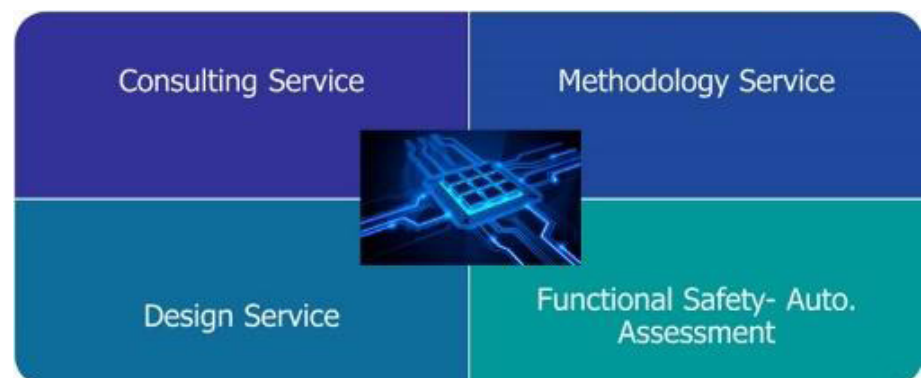 Consulting Service
Methodology Service
Design Service
Functional Safety- Auto.
Assessment